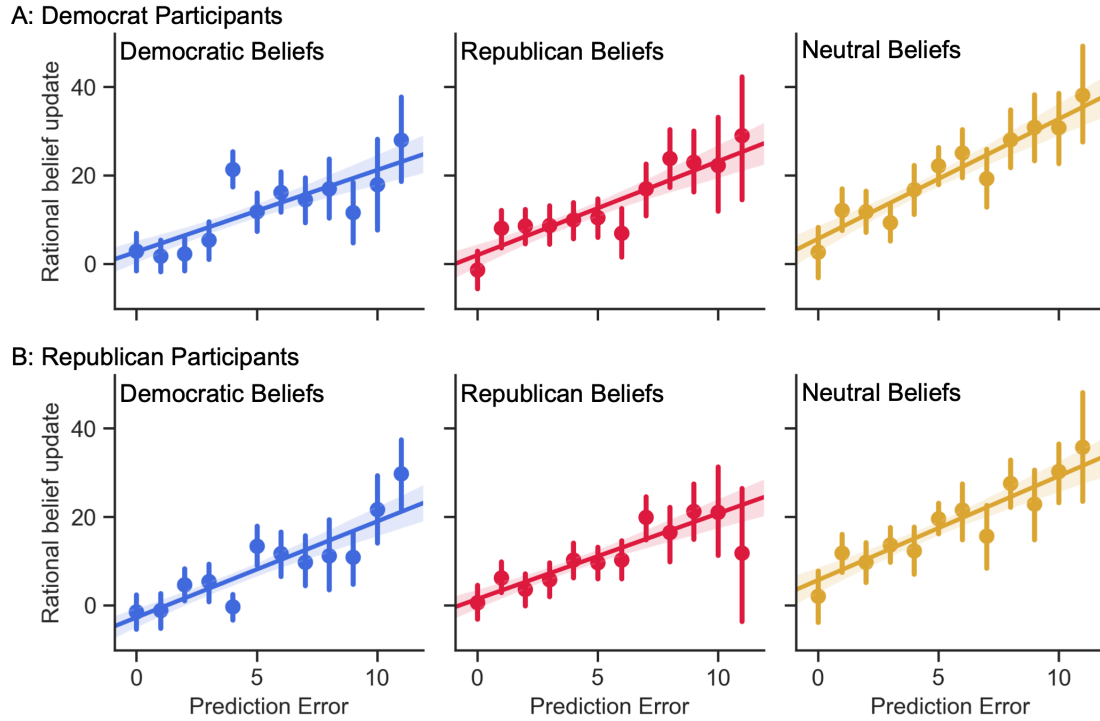 A: Democrat Participants
Democratic Beliefs
Republican Beliefs
Neutral Beliefs
Rational belief update
40
20
0
0
5
10
0
5
10
0
5
10
B: Republican Participants
Democratic Beliefs
Republican Beliefs
Neutral Beliefs
Rational belief update
40
20
0
Prediction Error
Prediction Error
Prediction Error